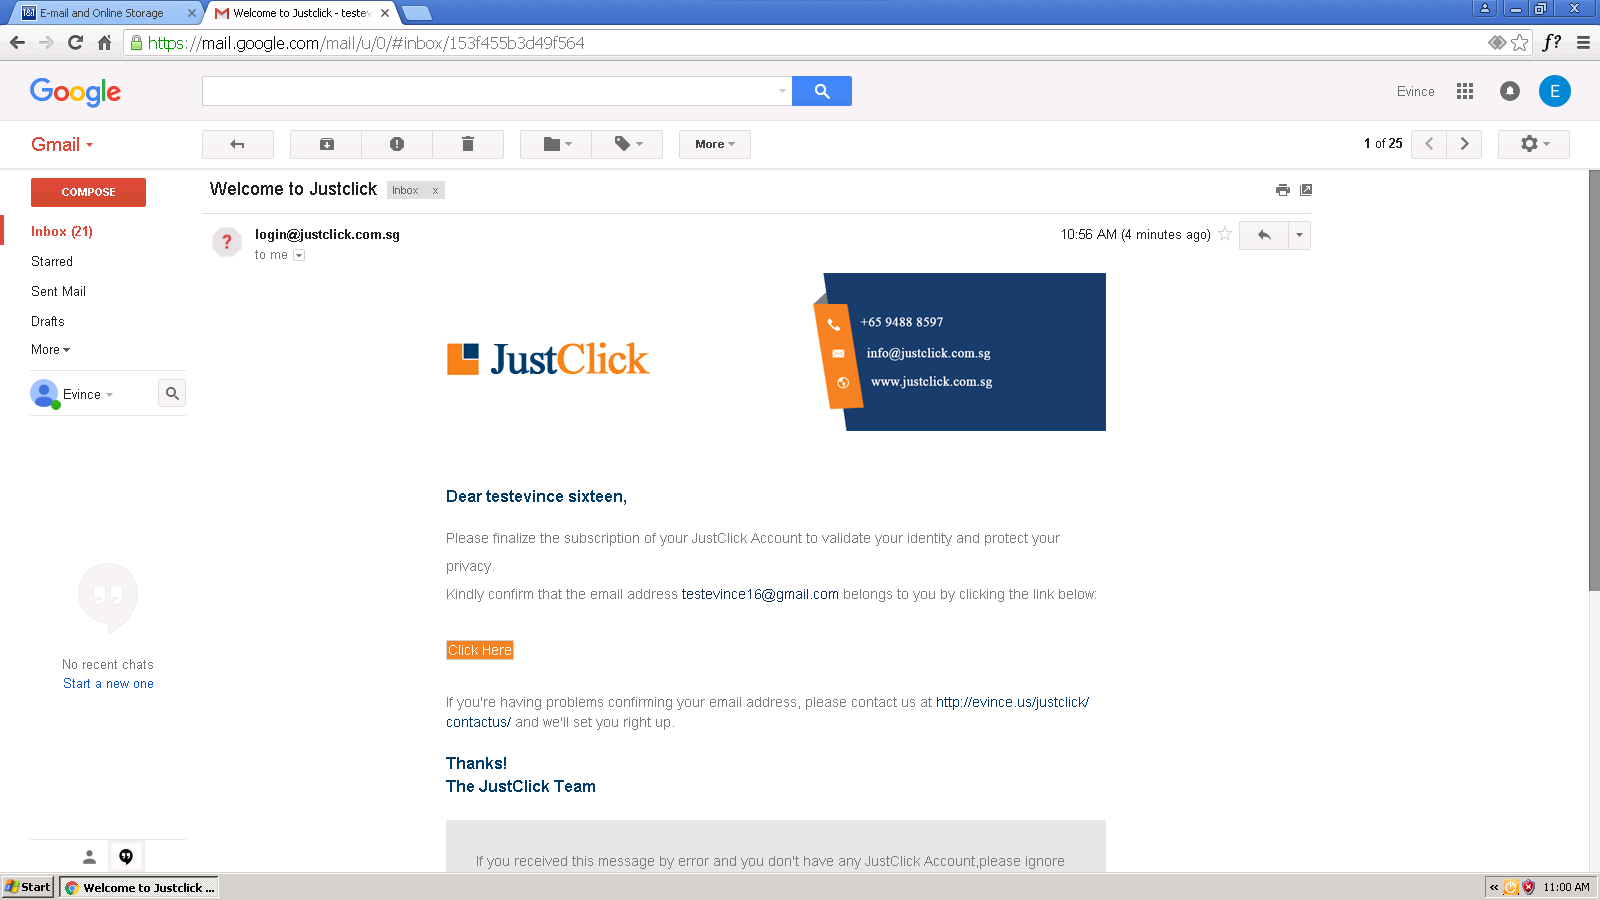 E-mail and Online Storage
Welcome to Justclick - testev
https://mail.google.com/mail/u/0/#inbox/153f455b3d49f564
f?
Google
Evince
E
Gmail
More
1 of 25
COMPOSE
Welcome to Justclick
Inbox x
Inbox (21)
Starred
Sent Mail
Drafts
More
Evince
?
login@justclick.com.sg
to me
10:56 AM (4 minutes ago)
JustClick
+65 9488 8597
info@justclick.com.sg
www.justclick.com.sg
Dear testevince sixteen,
Please finalize the subscription of your JustClick Account to validate your identity and protect your
privacy.
Kindly confirm that the email address testevince16@gmail.com belongs to you by clicking the link below:
Click Here
If you're having problems confirming your email address, please contact us at http://evince.us/justclick/
contactus/ and we'll set you right up.
Thanks!
The JustClick Team
If you received this message by error and you don't have any JustClick Account,please ignore
No recent chats
Start a new one
Start
Welcome to Justclick ...
11:00 AM